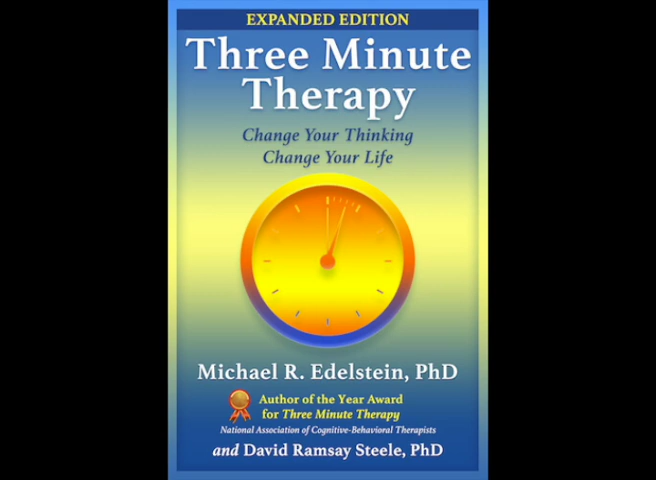 EXPANDED EDITION
Three Minute
Therapy
Change Your Thinking
Change Your Life
Michael R. Edelstein, PhD
Author of the Year Award
for Three Minute Therapy
National Association of Cognitive-Behavioral Therapists
and David Ramsay Steele, PhD